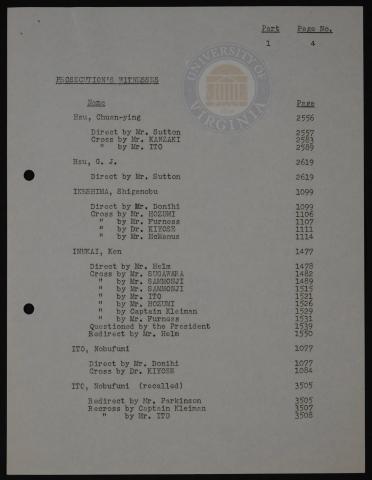 Part Page No.
1 4
PROSECUTION'S WITNESSES
Name Page
Hsu, Chuan-ying 2556
Direct by Mr. Sutton 2557
Cross by Mr. KANZAKI 2583
" by Mr. ITO 2589
Hsu, G. J. 2619
Direct by Mr. Sutton 2619
IKESHIMA, Shigenobu 1099
Direct by Mr. Donihi 1099
Cross by Mr. HOZUMI 1106
" by Mr. Furness 1107
" by Dr. KIYOSE 1111
" by Mr. McManus 1114
INUKAI, Ken 1477
Direct by Mr. Helm 1478
Cross by Mr. SUGAWARA 1482
" by Mr. SAMMONJI 1489
" by Mr. SANMONJI 1515
" by Mr. ITO 1521
" by Mr. HOZUMI 1526
" by Captain Kleiman 1529
" by Mr. Furness 1531
Questioned by the President 1539
Redirect by Mr. Helm 1550
ITO, Nobufumi 1077
Direct by Mr. Donihi 1077
Cross by Dr. KIYOSE 1084
ITO, Nobufumi (recalled) 3505
Redirect by Mr. Parkinson 3505
Recross by Captain Kleiman 3507
" by Mr. ITO 3508
UNIVERSITY OF VIRGINIA